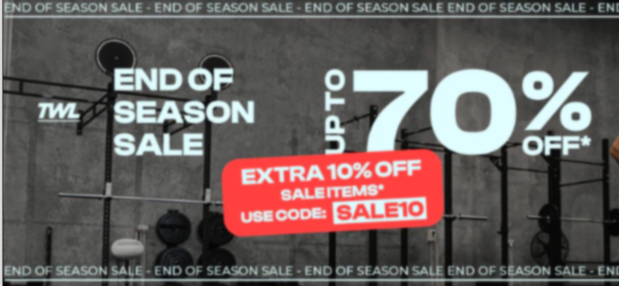 END OF SEASON SALE - END OF SEASON SALE - END OF SEASON SALE END OF SEASON SALE - END OF SEASON SALE - END
TWL
END OF
SEASON
SALE
UP TO
70%
OFF*
EXTRA 10% OFF
SALE ITEMS*
USE CODE: SALE10
END OF SEASON SALE - END OF SEASON SALE - END OF SEASON SALE END OF SEASON SALE - END OF SEASON SALE - END